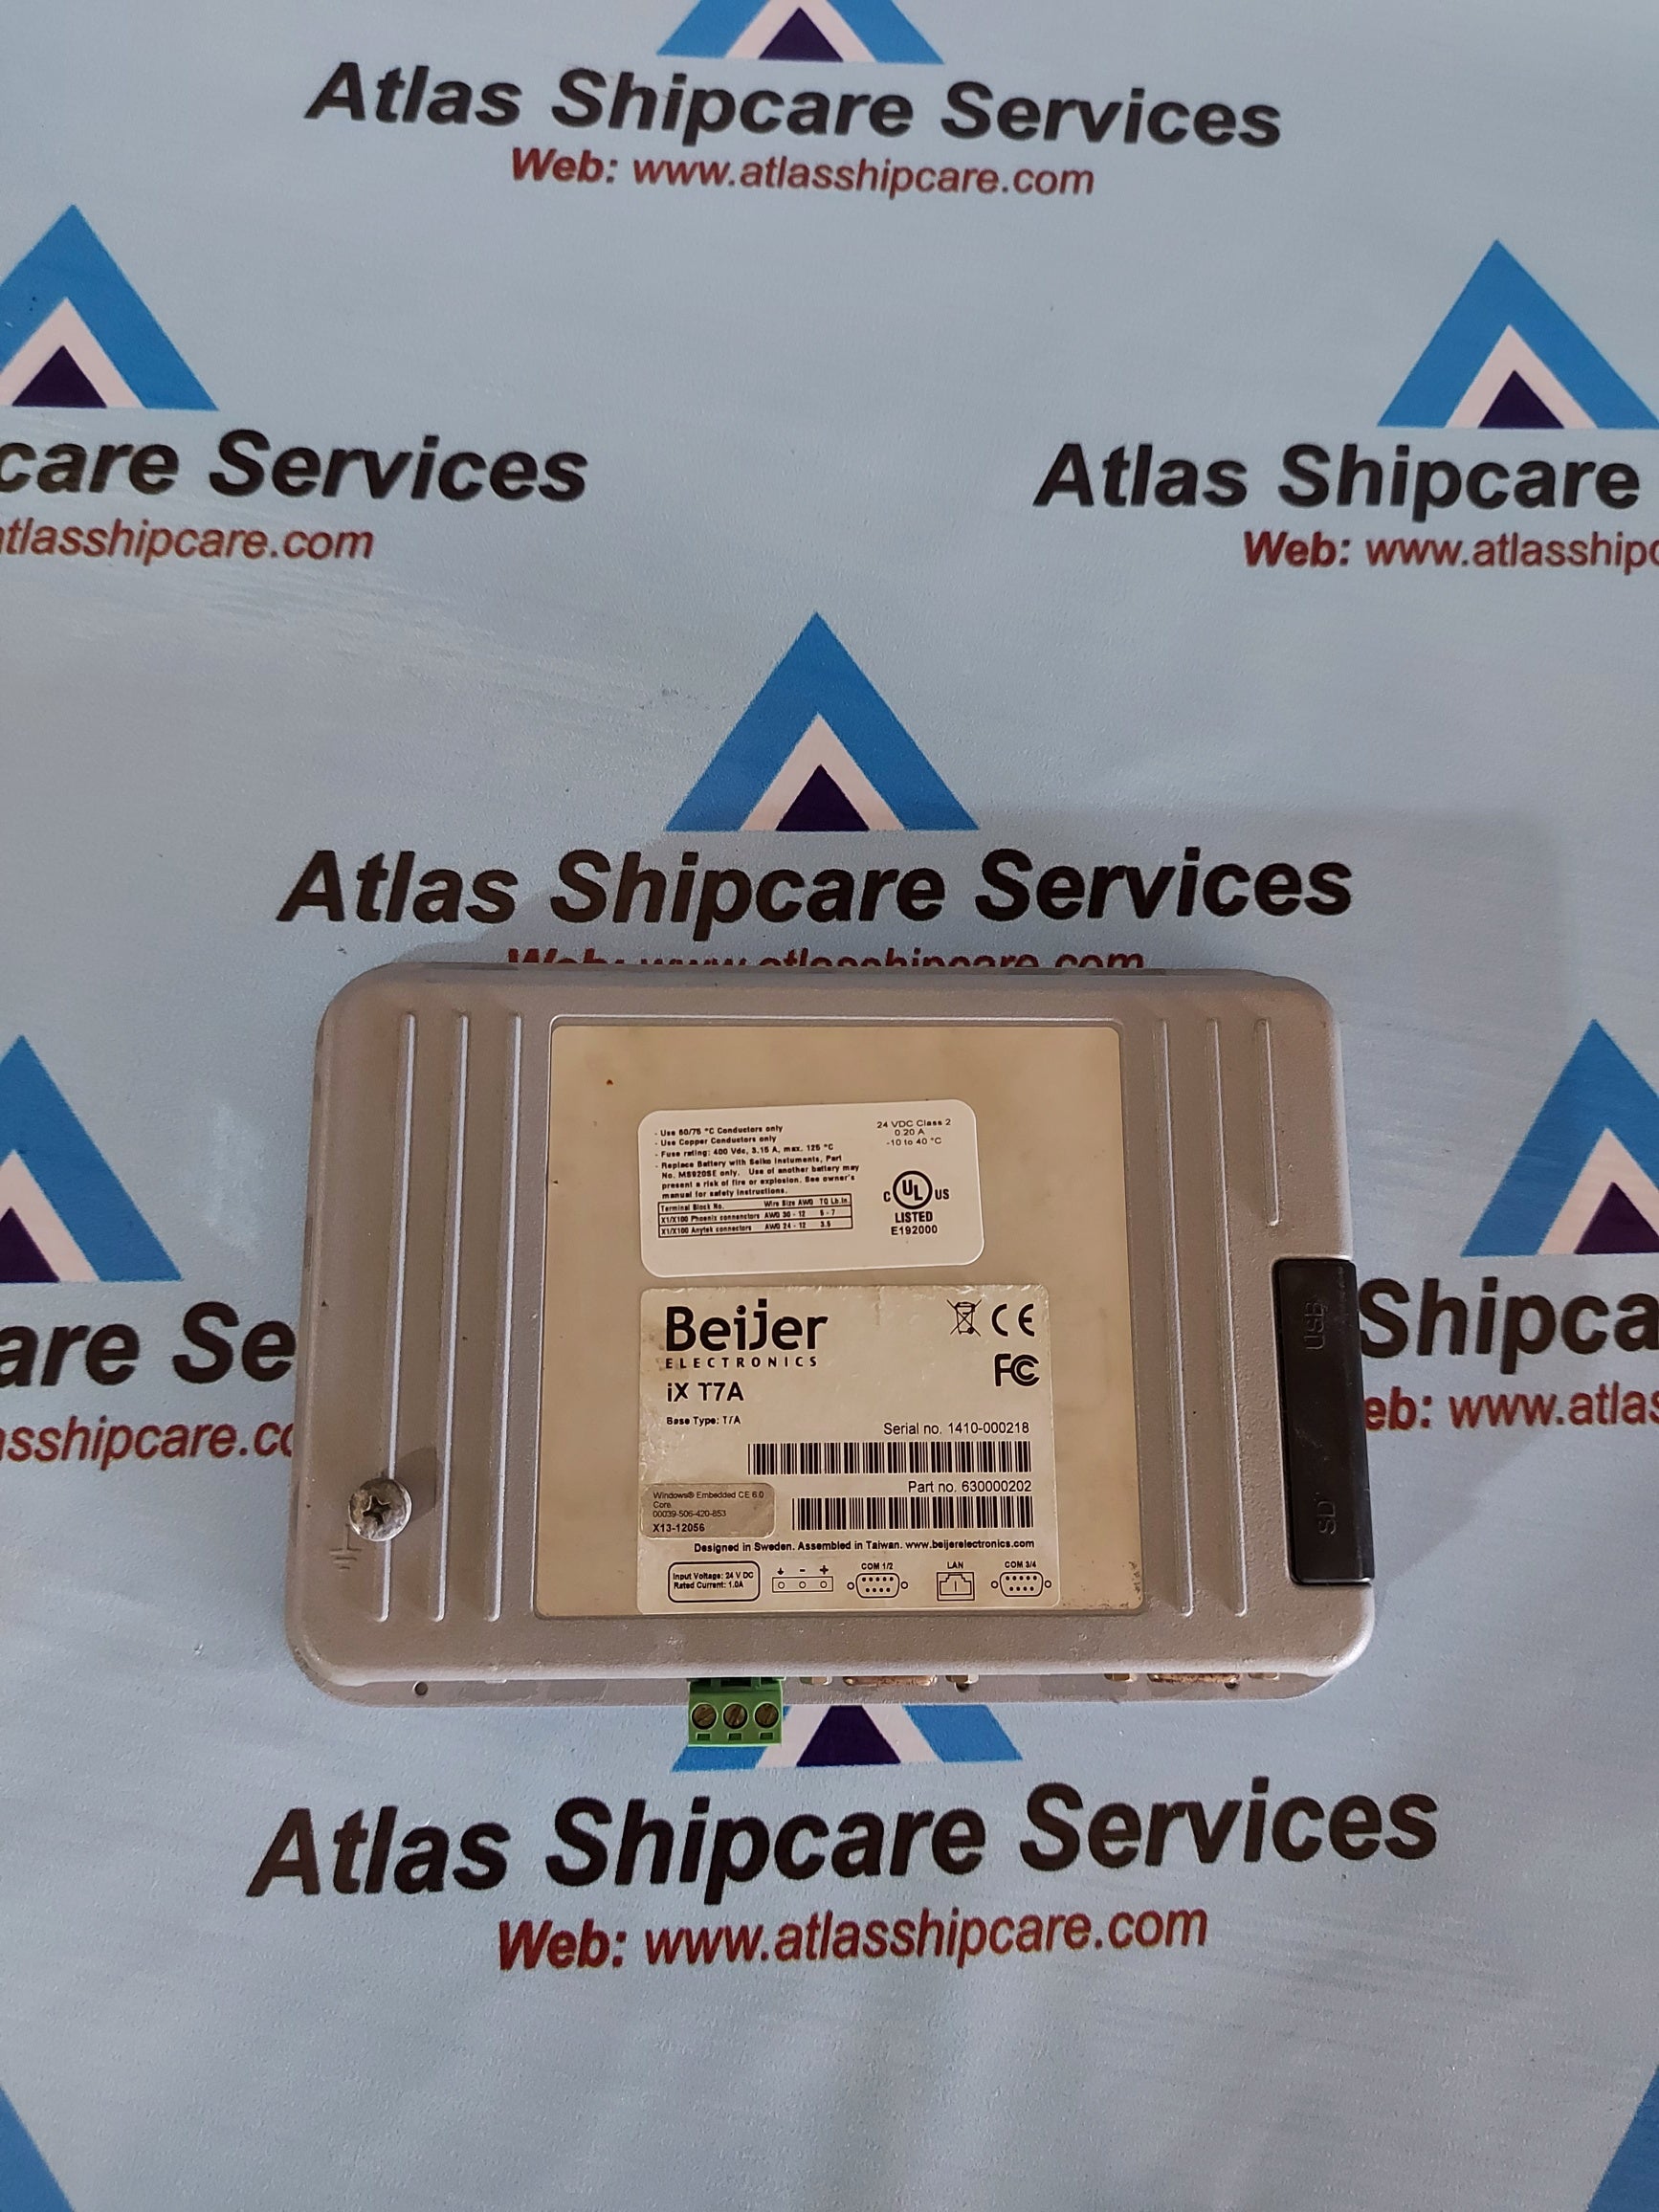 Atlas Shipcare Services
Web: www.atlasshipcare.com
care Services
Atlas Shipcare
tlasshipcare.com
Web: www.atlasshipc
Atlas Shipcare Services
Web: www.atlasshipcare.com
- Use 60/75 °C Conductors only
- Use Copper Conductors only
- Fuse rating: 400 Vdc, 3.15 A, max. 125 °C
- Replace Battery with Seiko Instuments, Part
No. MS920SE only. Use of another battery may
present a risk of fire or explosion. See owner's
manual for safety instructions.
Terminal Block No. Wire Size AWG TQ Lb.In.
X1/X100 Phoenix connenctors AWG 30 - 12 5 - 7
X1/X100 Anytek connectors AWG 24 - 12 3.5
24 VDC Class 2
0.20 A
-10 to 40 °C
C UL US
LISTED
E192000
Beijer
ELECTRONICS
CE
FC
iX T7A
Base Type: T7A
Serial no. 1410-000218
Part no. 630000202
Windows® Embedded CE 6.0
Core
00039-506-420-853
X13-12056
Designed in Sweden. Assembled in Taiwan. www.beijerelectronics.com
Input Voltage: 24 V DC
Rated Current: 1.0A
- +
COM 1/2
LAN
COM 3/4
USB
SD
are Se
Shipca
sshipcare.co
eb: www.atlas
Atlas Shipcare Services
Web: www.atlasshipcare.com